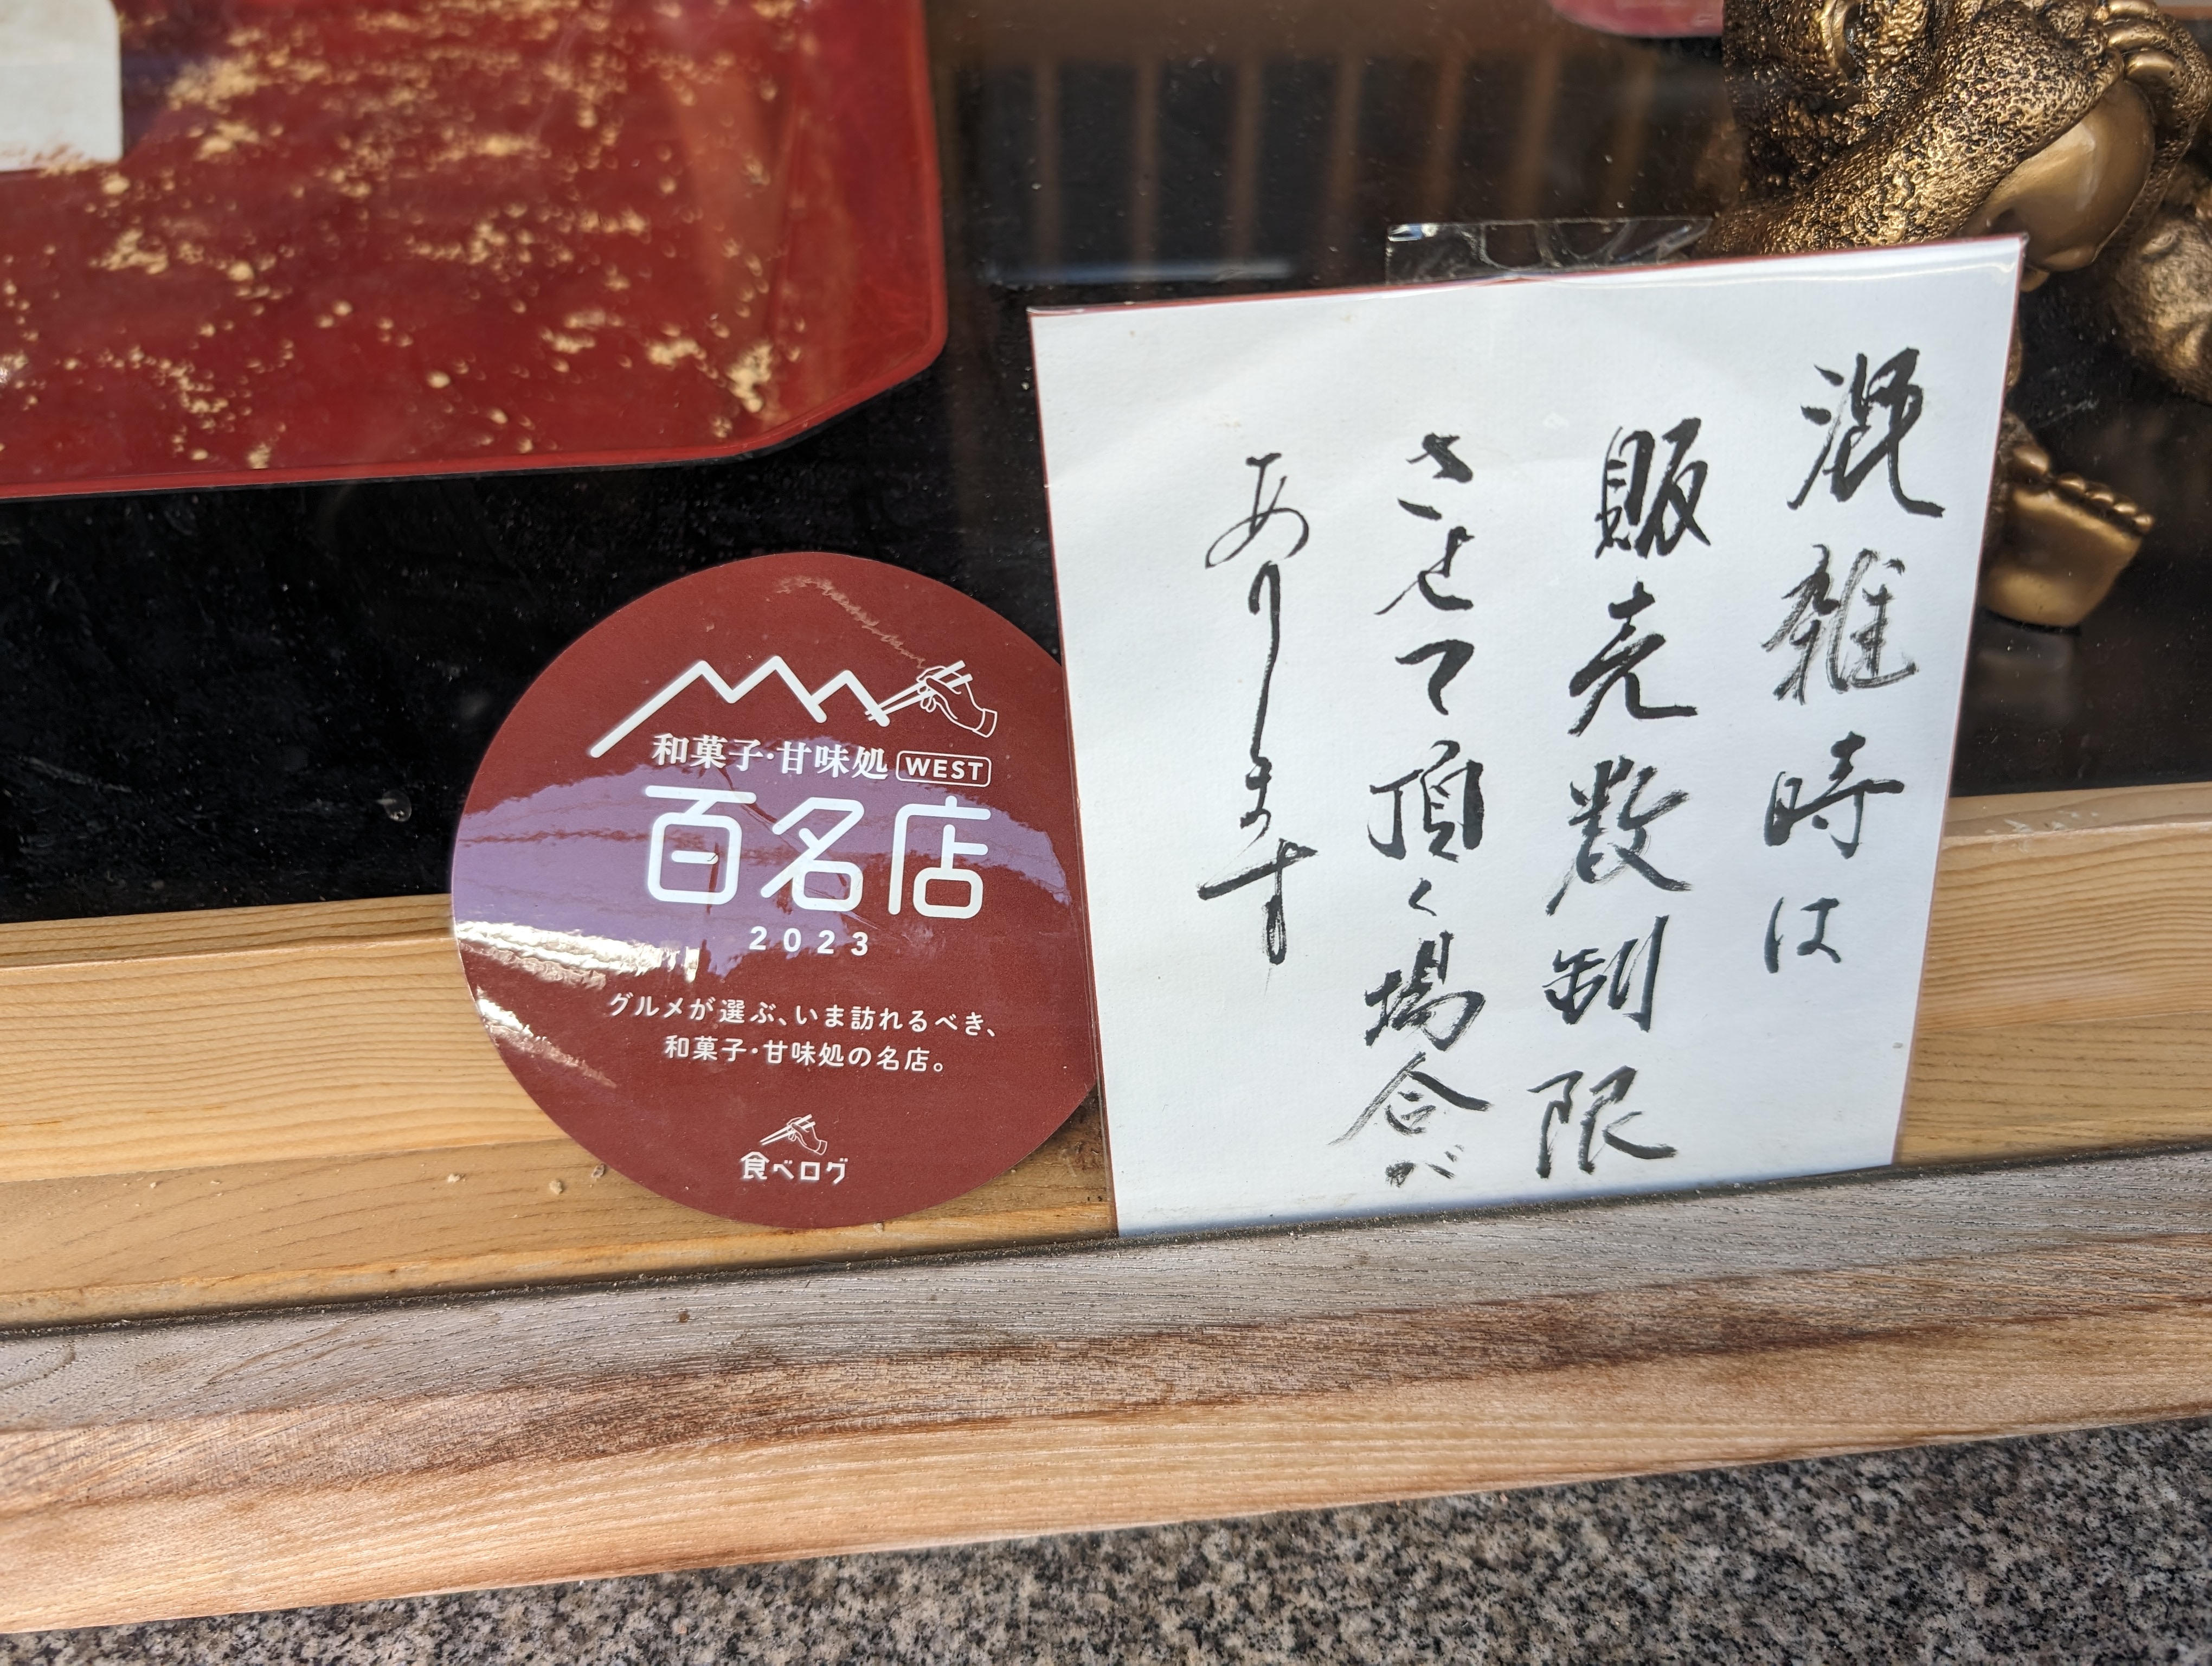 和菓子・甘味処 WEST
百名店
2023
グルメが選ぶ、いま訪れるべき、
和菓子・甘味処の名店。
食べログ
混雑時は
販売数制限
させて頂く場合が
あります